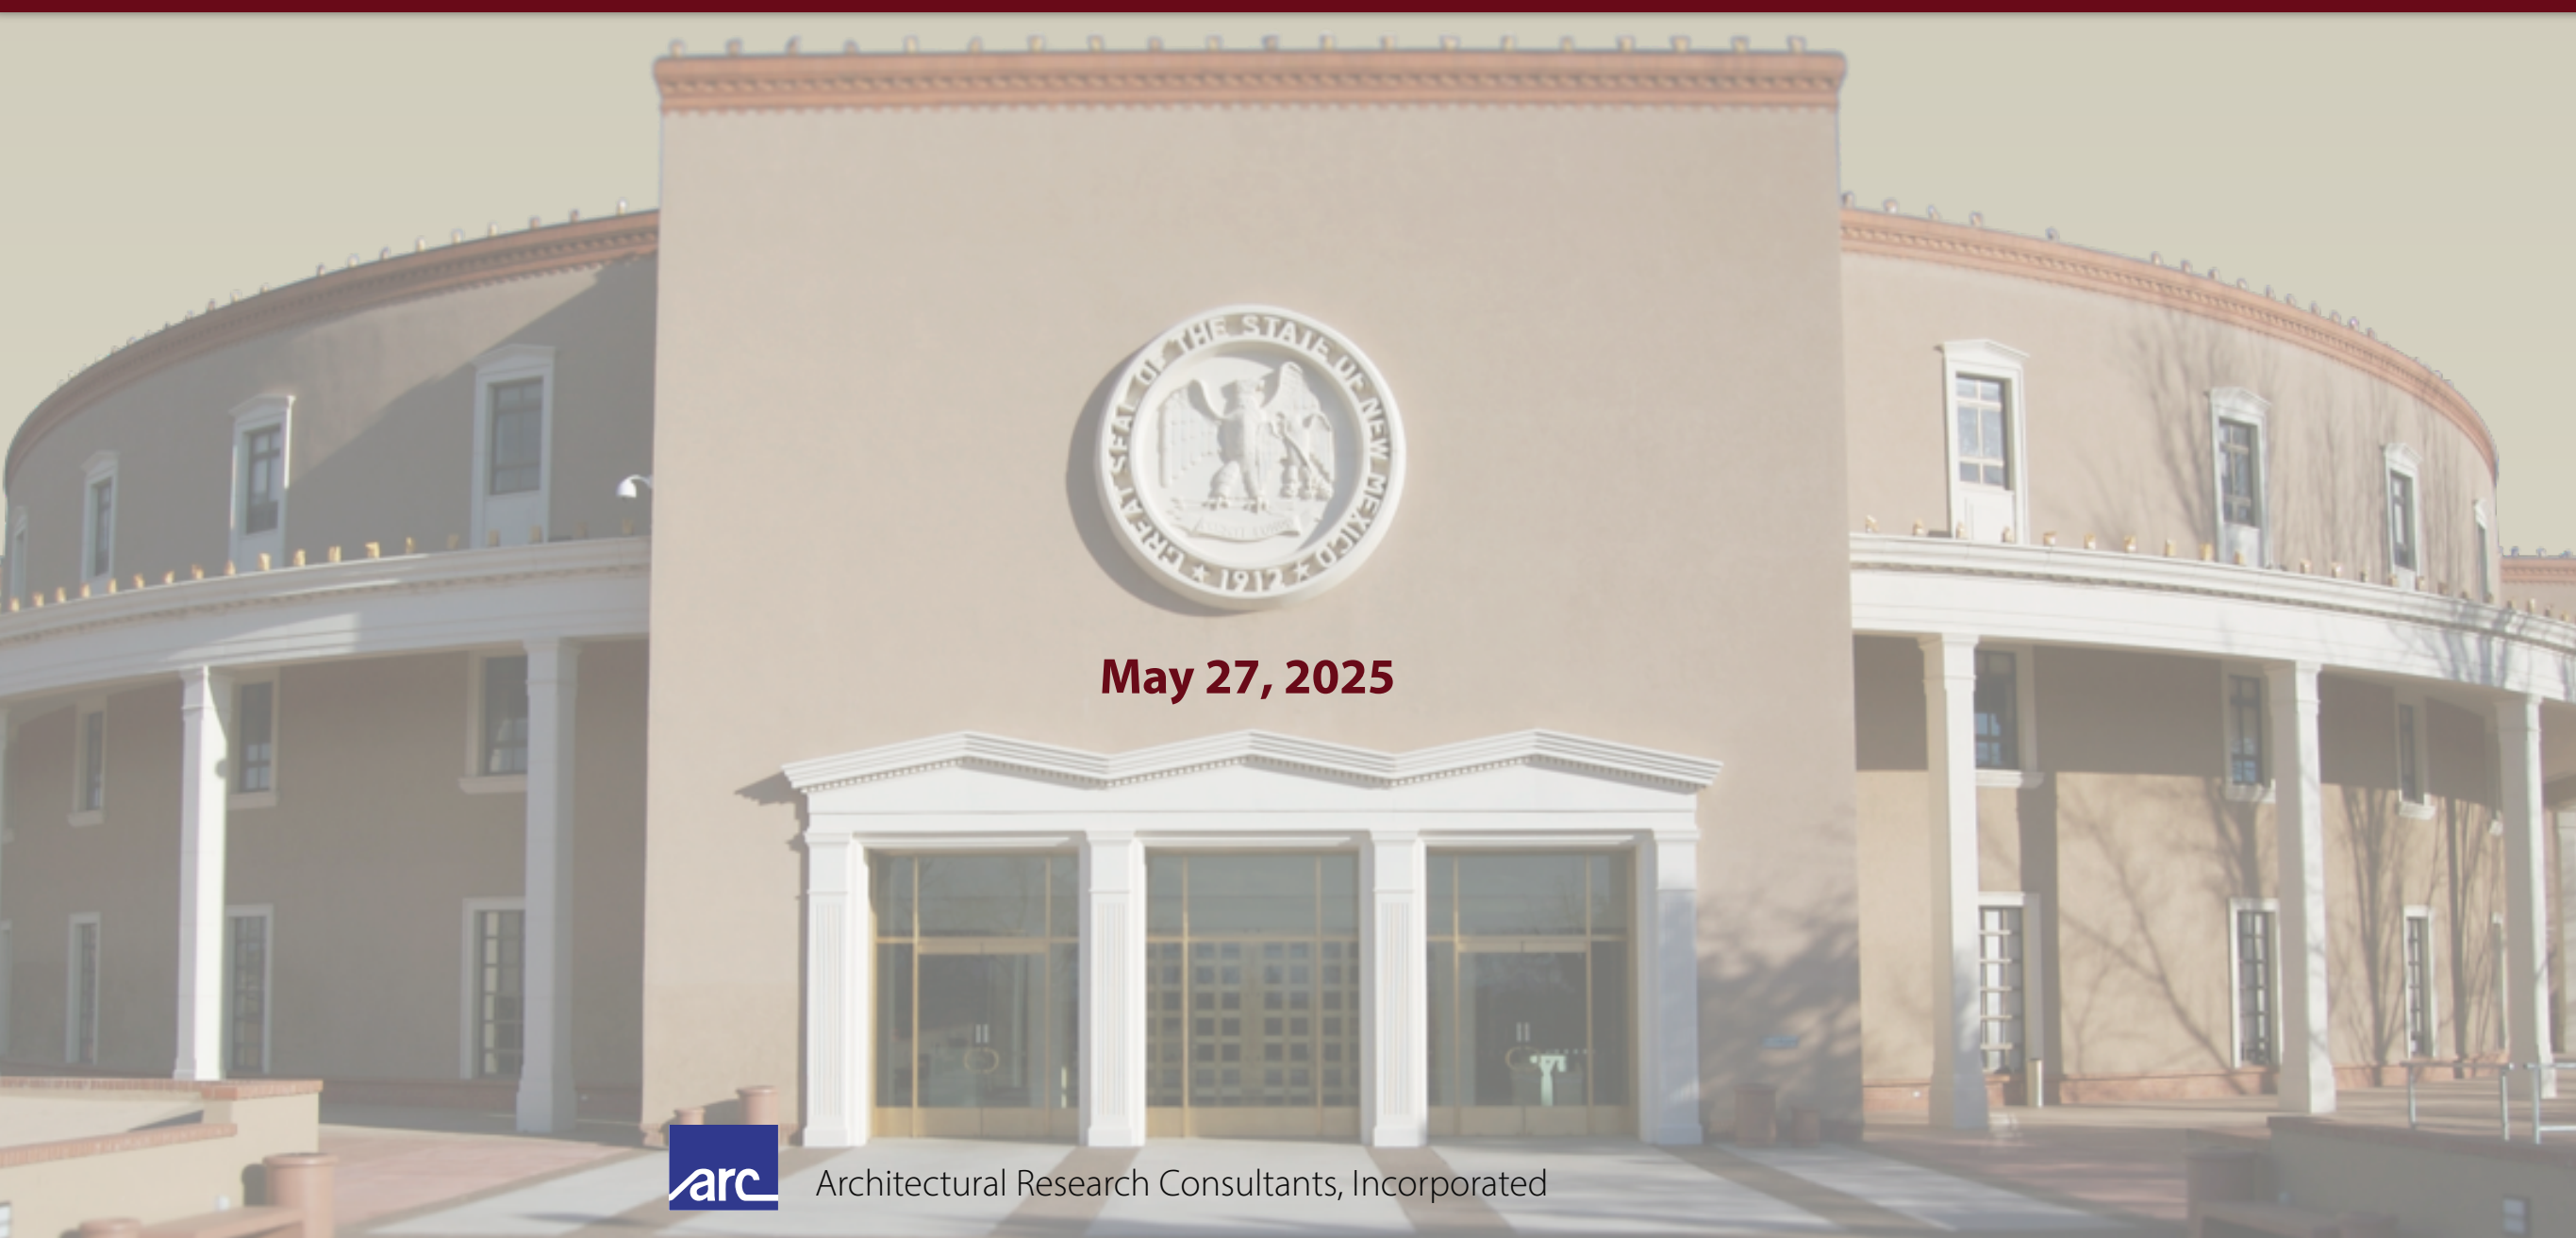 GREAT SEAL OF THE STATE OF NEW MEXICO
★ 1912 ★
May 27, 2025
arc
Architectural Research Consultants, Incorporated